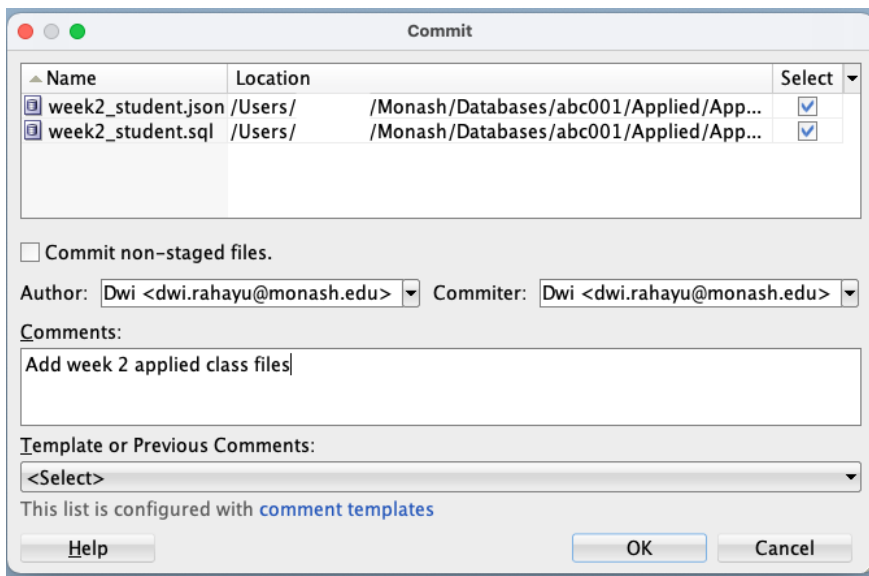 Commit
Name Location Select
week2_student.json /Users/ /Monash/Databases/abc001/Applied/App...
week2_student.sql /Users/ /Monash/Databases/abc001/Applied/App...
Commit non-staged files.
Author: Dwi <dwi.rahayu@monash.edu> Commiter: Dwi <dwi.rahayu@monash.edu>
Comments:
Add week 2 applied class files
Template or Previous Comments:
<Select>
This list is configured with comment templates
Help OK Cancel